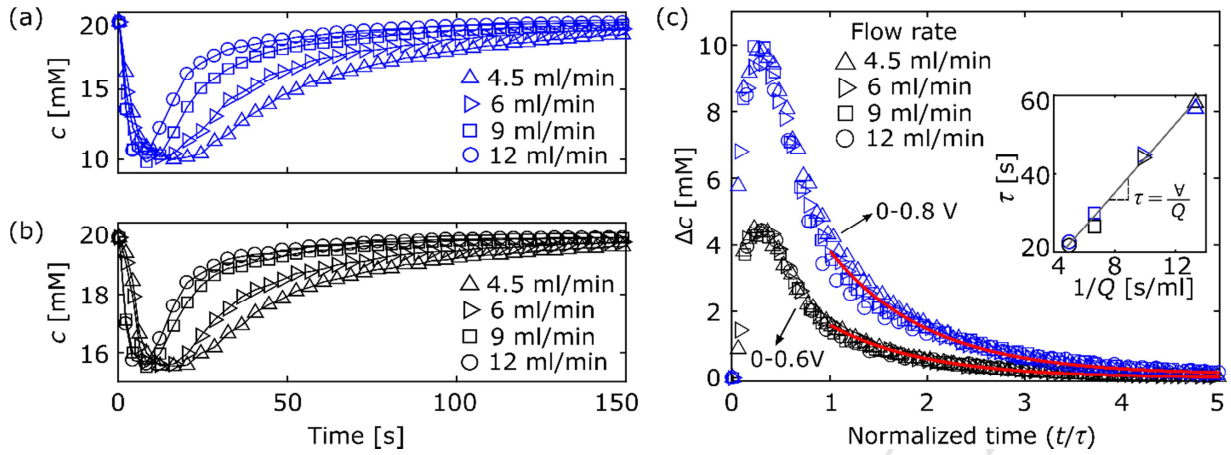 (a)
c [mM]
20
15
10
4.5 ml/min
6 ml/min
9 ml/min
12 ml/min
(b)
c [mM]
20
18
16
4.5 ml/min
6 ml/min
9 ml/min
12 ml/min
0 50 100 150
Time [s]
(c)
Δc [mM]
10
8
6
4
2
0
Flow rate
4.5 ml/min
6 ml/min
9 ml/min
12 ml/min
0–0.8 V
0–0.6V
τ [s]
60
40
20
τ = ∀/Q
4 8 12
1/Q [s/ml]
0 1 2 3 4 5
Normalized time (t/τ)